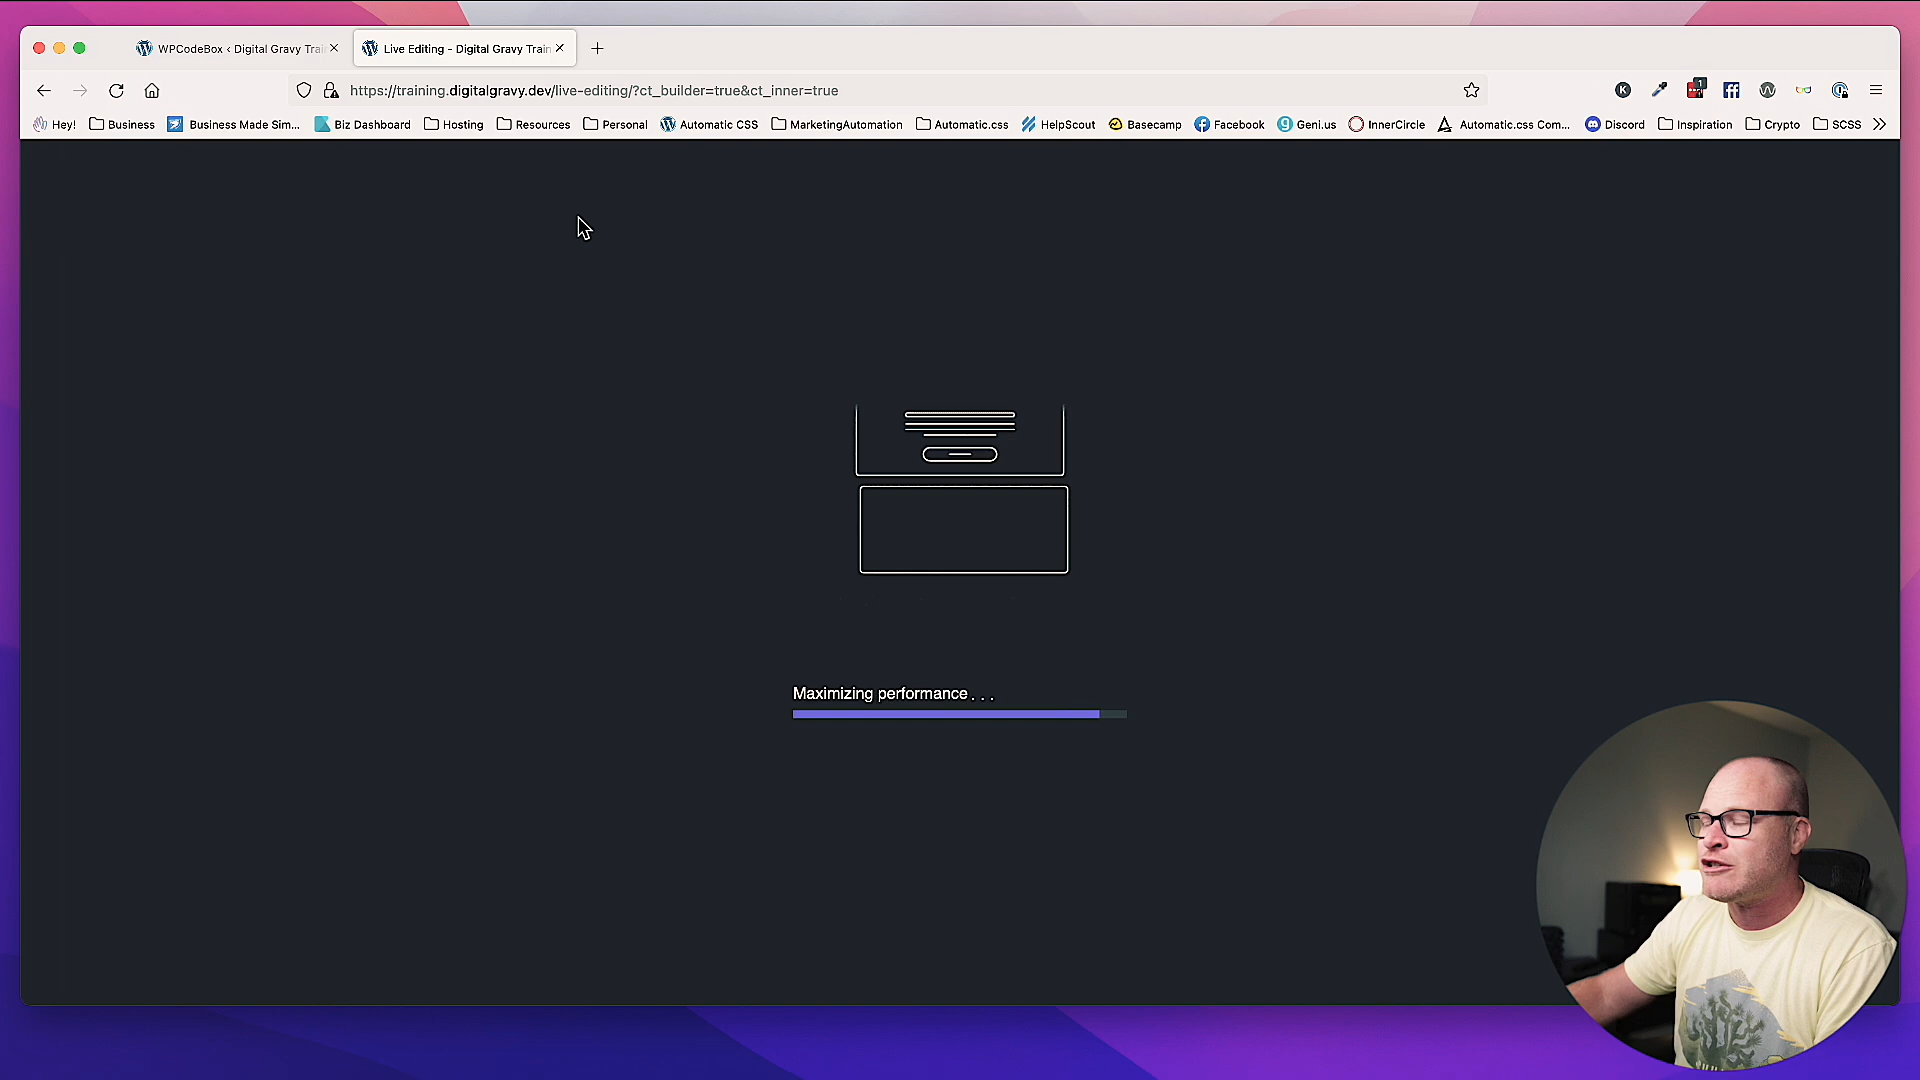 WPCodeBox ‹ Digital Gravy Trai
Live Editing - Digital Gravy Train
https://training.digitalgravy.dev/live-editing/?ct_builder=true&ct_inner=true
Hey! Business Business Made Sim... Biz Dashboard Hosting Resources Personal Automatic CSS MarketingAutomation Automatic.css HelpScout Basecamp Facebook Geni.us InnerCircle Automatic.css Com... Discord Inspiration Crypto SCSS
Maximizing performance . . .